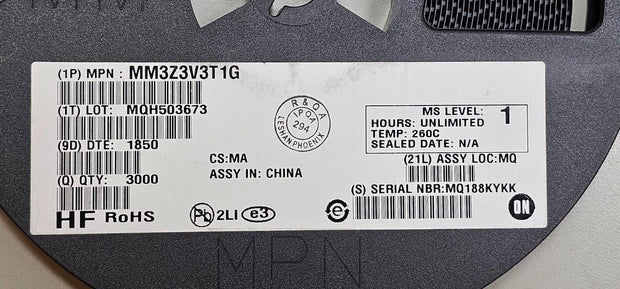 (1P) MPN : MM3Z3V3T1G
(1T) LOT: MQH503673
(9D) DTE: 1850
(Q) QTY: 3000
HF RoHS
CS:MA
ASSY IN: CHINA
Pb 2LI e3
R & Q A
IPQA
294
LESHAN PHOENIX
MS LEVEL: 1
HOURS: UNLIMITED
TEMP: 260C
SEALED DATE: N/A
(21L) ASSY LOC:MQ
(S) SERIAL NBR:MQ188KYKK
e
ON
MPN